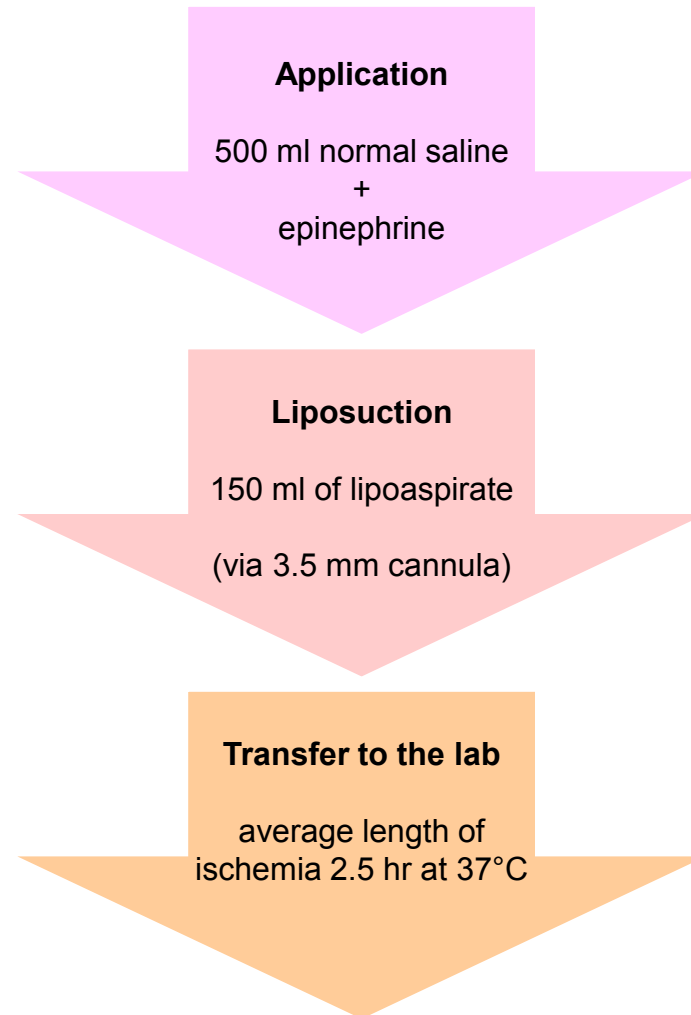 Application
500 ml normal saline
+
epinephrine
Liposuction
150 ml of lipoaspirate
(via 3.5 mm cannula)
Transfer to the lab
average length of
ischemia 2.5 hr at 37°C